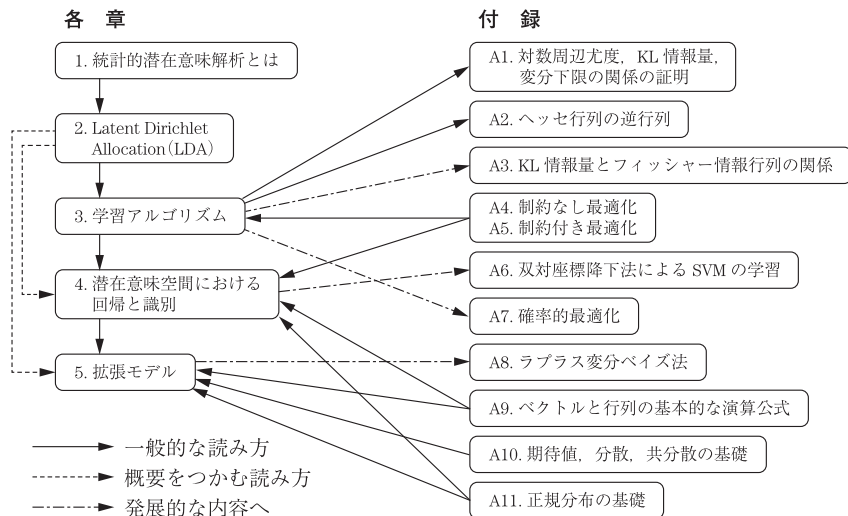 各　章
1. 統計的潜在意味解析とは
2. Latent Dirichlet
Allocation(LDA)
3. 学習アルゴリズム
4. 潜在意味空間における
回帰と識別
5. 拡張モデル
一般的な読み方
概要をつかむ読み方
発展的な内容へ
付　録
A1. 対数周辺尤度，KL 情報量，
変分下限の関係の証明
A2. ヘッセ行列の逆行列
A3. KL 情報量とフィッシャー情報行列の関係
A4. 制約なし最適化
A5. 制約付き最適化
A6. 双対座標降下法による SVM の学習
A7. 確率的最適化
A8. ラプラス変分ベイズ法
A9. ベクトルと行列の基本的な演算公式
A10. 期待値，分散，共分散の基礎
A11. 正規分布の基礎